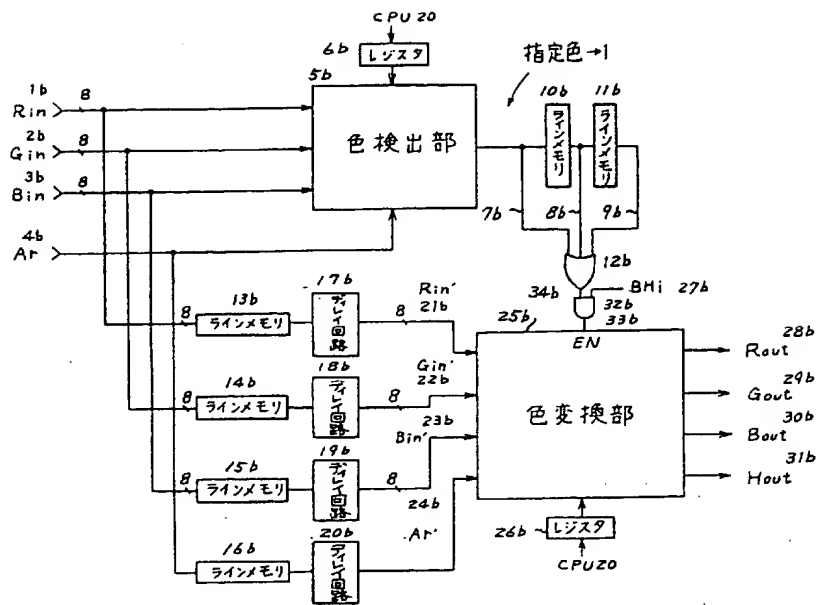 CPU20
6b
レジスタ
5b
指定色→1
1b
Rin
8
2b
Gin
8
3b
Bin
8
4b
Ar
色検出部
10b
ラインメモリ
11b
ラインメモリ
7b
8b
9b
12b
34b
BHi 27b
32b
33b
13b
8
ラインメモリ
17b
ディレイ回路
8
Rin'
21b
14b
8
ラインメモリ
18b
ディレイ回路
8
Gin'
22b
15b
8
ラインメモリ
19b
ディレイ回路
8
23b
Bin'
24b
16b
ラインメモリ
20b
ディレイ回路
Ar'
25b
EN
色変換部
28b
Rout
29b
Gout
30b
Bout
31b
Hout
26b
レジスタ
CPU20